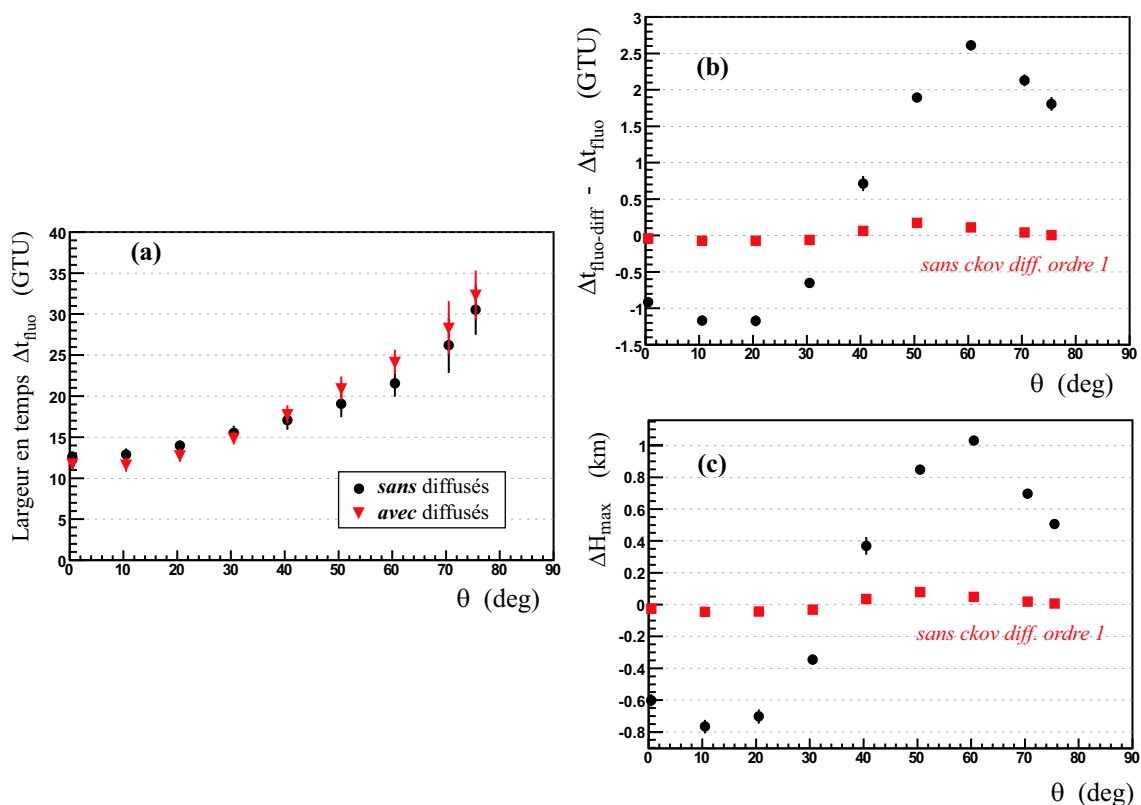 (a)
Largeur en temps Δt_fluo (GTU)
40
35
30
25
20
15
10
5
0
0 10 20 30 40 50 60 70 80 90
θ (deg)
sans diffusés
avec diffusés
(b)
Δt_fluo-diff - Δt_fluo (GTU)
3
2.5
2
1.5
1
0.5
0
-0.5
-1
-1.5
sans ckov diff. ordre 1
0 10 20 30 40 50 60 70 80 90
θ (deg)
(c)
ΔH_max (km)
1
0.8
0.6
0.4
0.2
0
-0.2
-0.4
-0.6
-0.8
sans ckov diff. ordre 1
0 10 20 30 40 50 60 70 80 90
θ (deg)